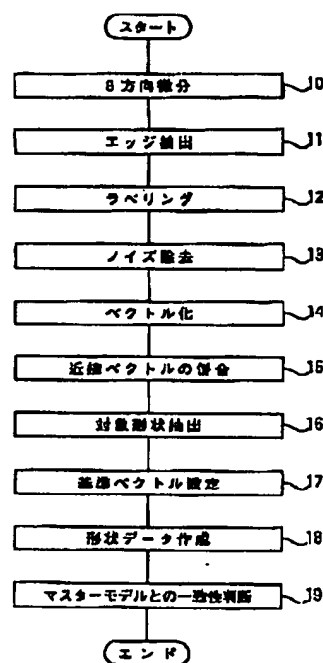 スタート
8方向微分 10
エッジ抽出 11
ラベリング 12
ノイズ除去 13
ベクトル化 14
近接ベクトルの併合 15
対象形状抽出 16
基準ベクトル設定 17
形状データ作成 18
マスターモデルとの一致性判断 19
エンド